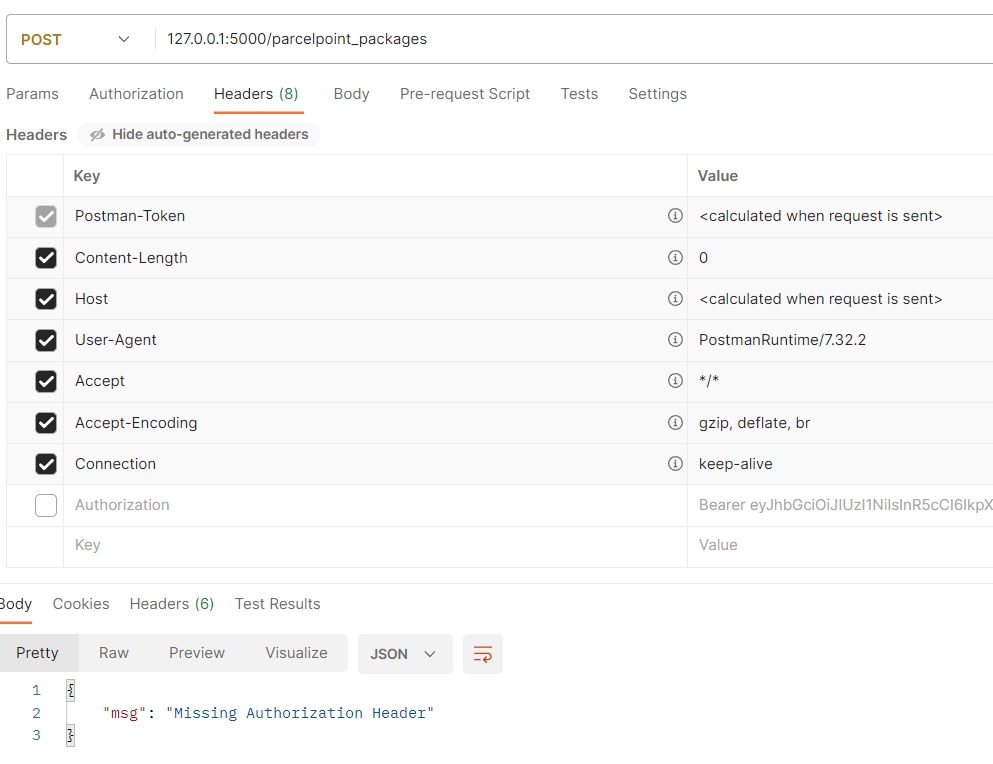 POST 127.0.0.1:5000/parcelpoint_packages
Params Authorization Headers (8) Body Pre-request Script Tests Settings
Headers Hide auto-generated headers
Key Value
Postman-Token <calculated when request is sent>
Content-Length 0
Host <calculated when request is sent>
User-Agent PostmanRuntime/7.32.2
Accept */*
Accept-Encoding gzip, deflate, br
Connection keep-alive
Authorization Bearer eyJhbGciOiJIUzI1NiIsInR5cCI6IkpX
Key Value
Body Cookies Headers (6) Test Results
Pretty Raw Preview Visualize JSON
1 {
2 "msg": "Missing Authorization Header"
3 }